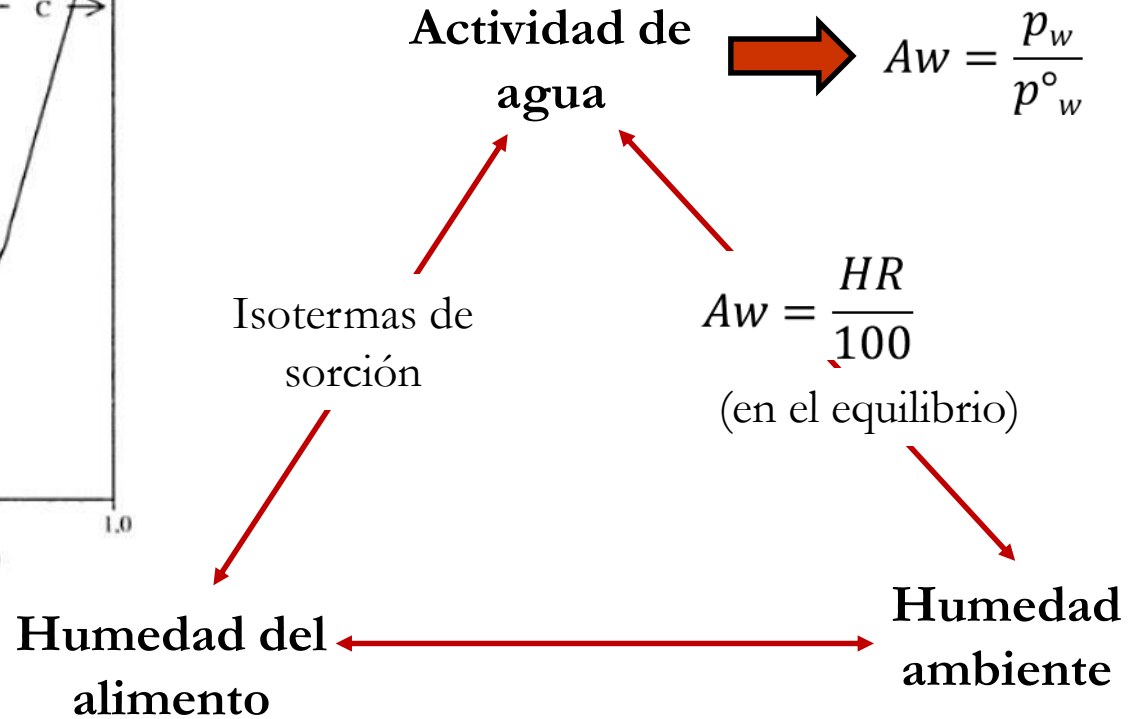 C
Actividad de
agua
Aw = p_w / p°_w
Isotermas de
sorción
Aw = HR / 100
(en el equilibrio)
1,0
Humedad del
alimento
Humedad
ambiente